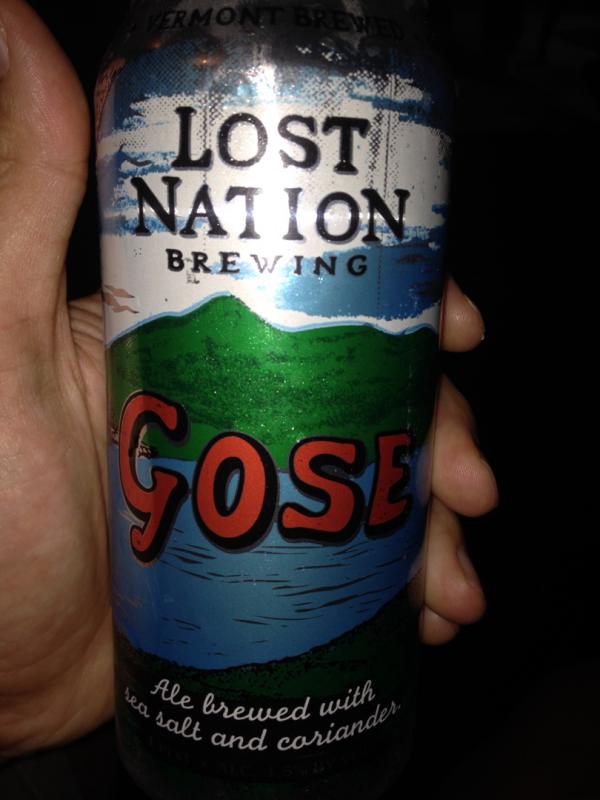 VERMONT BREWED
LOST
NATION
BREWING
GOSE
Ale brewed with
sea salt and coriander.